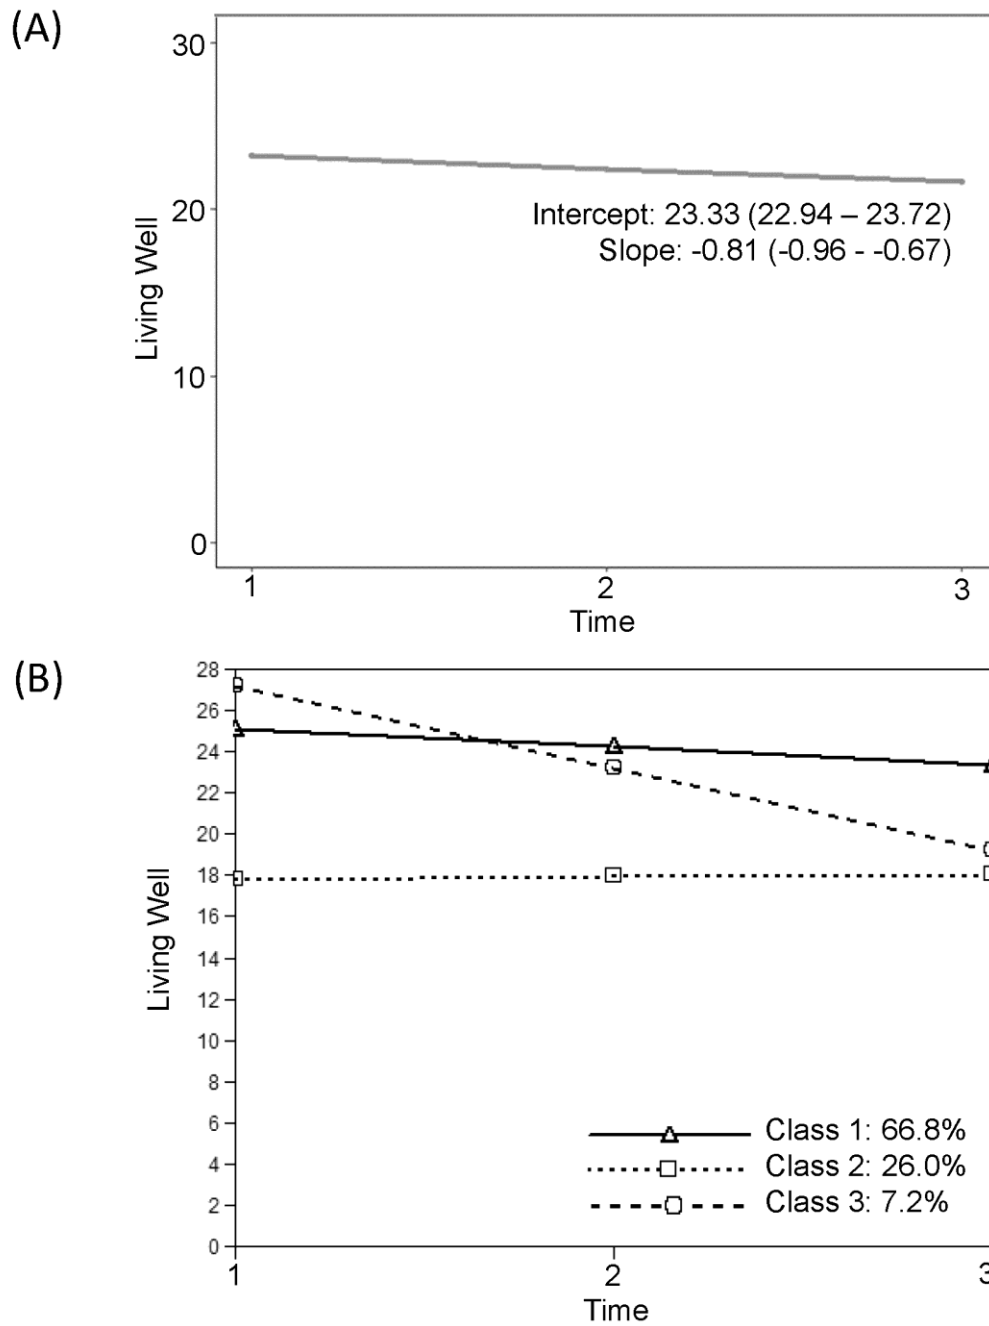 (A)
30
20
10
0
Living Well
Intercept: 23.33 (22.94 – 23.72)
Slope: -0.81 (-0.96 - -0.67)
1 2 3
Time
(B)
28
26
24
22
20
18
16
14
12
10
8
6
4
2
0
Living Well
Class 1: 66.8%
Class 2: 26.0%
Class 3: 7.2%
1 2 3
Time